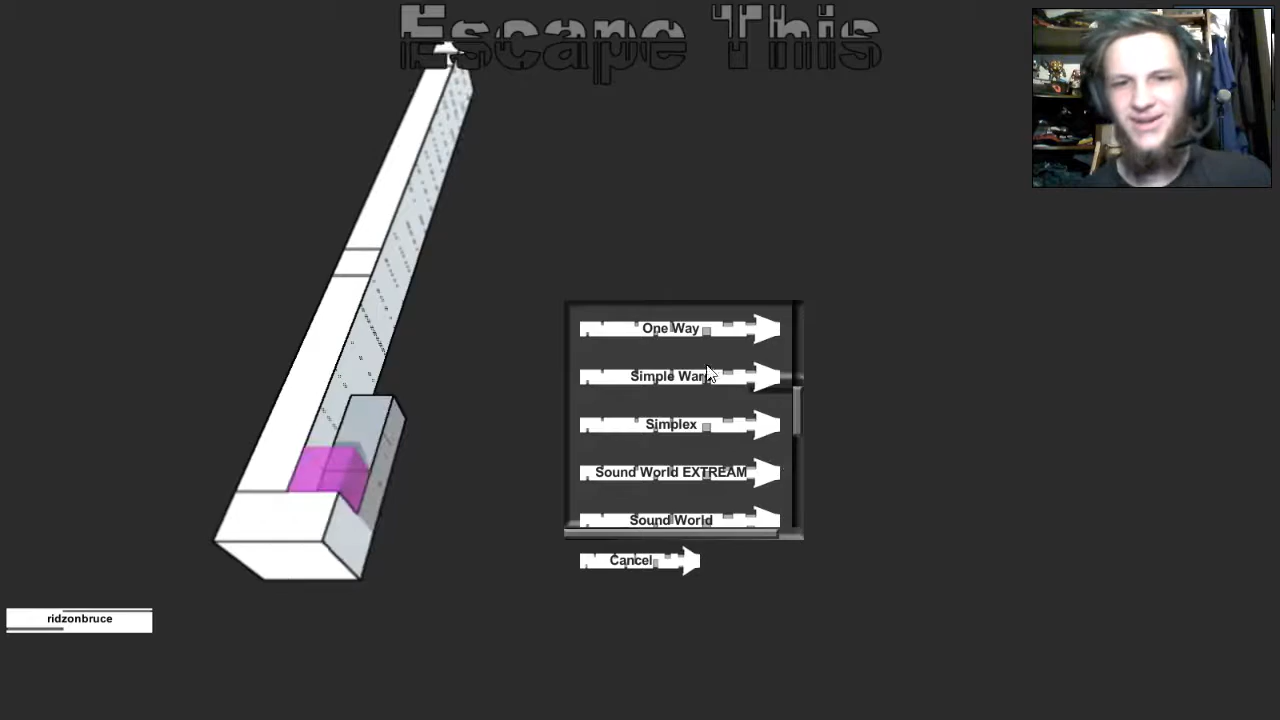 Escape This
One Way
Simple War
Simplex
Sound World EXTREAM
Sound World
Cancel
ridzonbruce